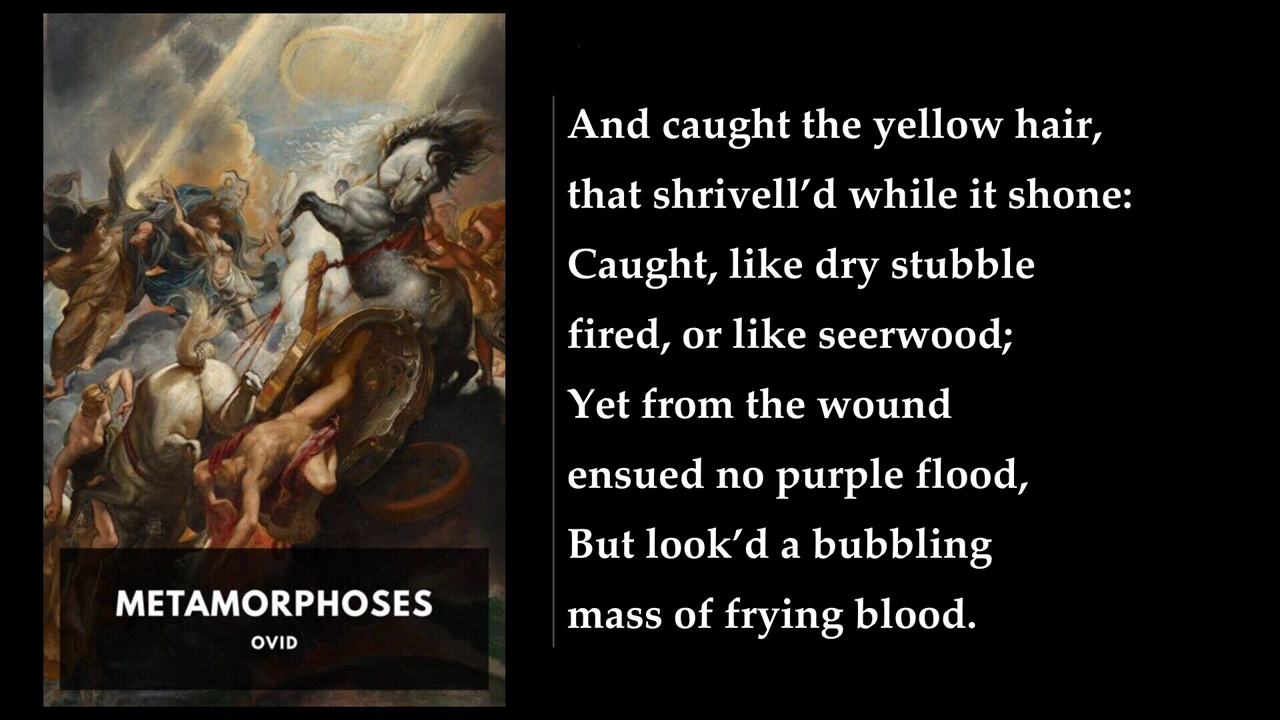 METAMORPHOSES
OVID
And caught the yellow hair,
that shrivell’d while it shone:
Caught, like dry stubble
fired, or like seerwood;
Yet from the wound
ensued no purple flood,
But look’d a bubbling
mass of frying blood.